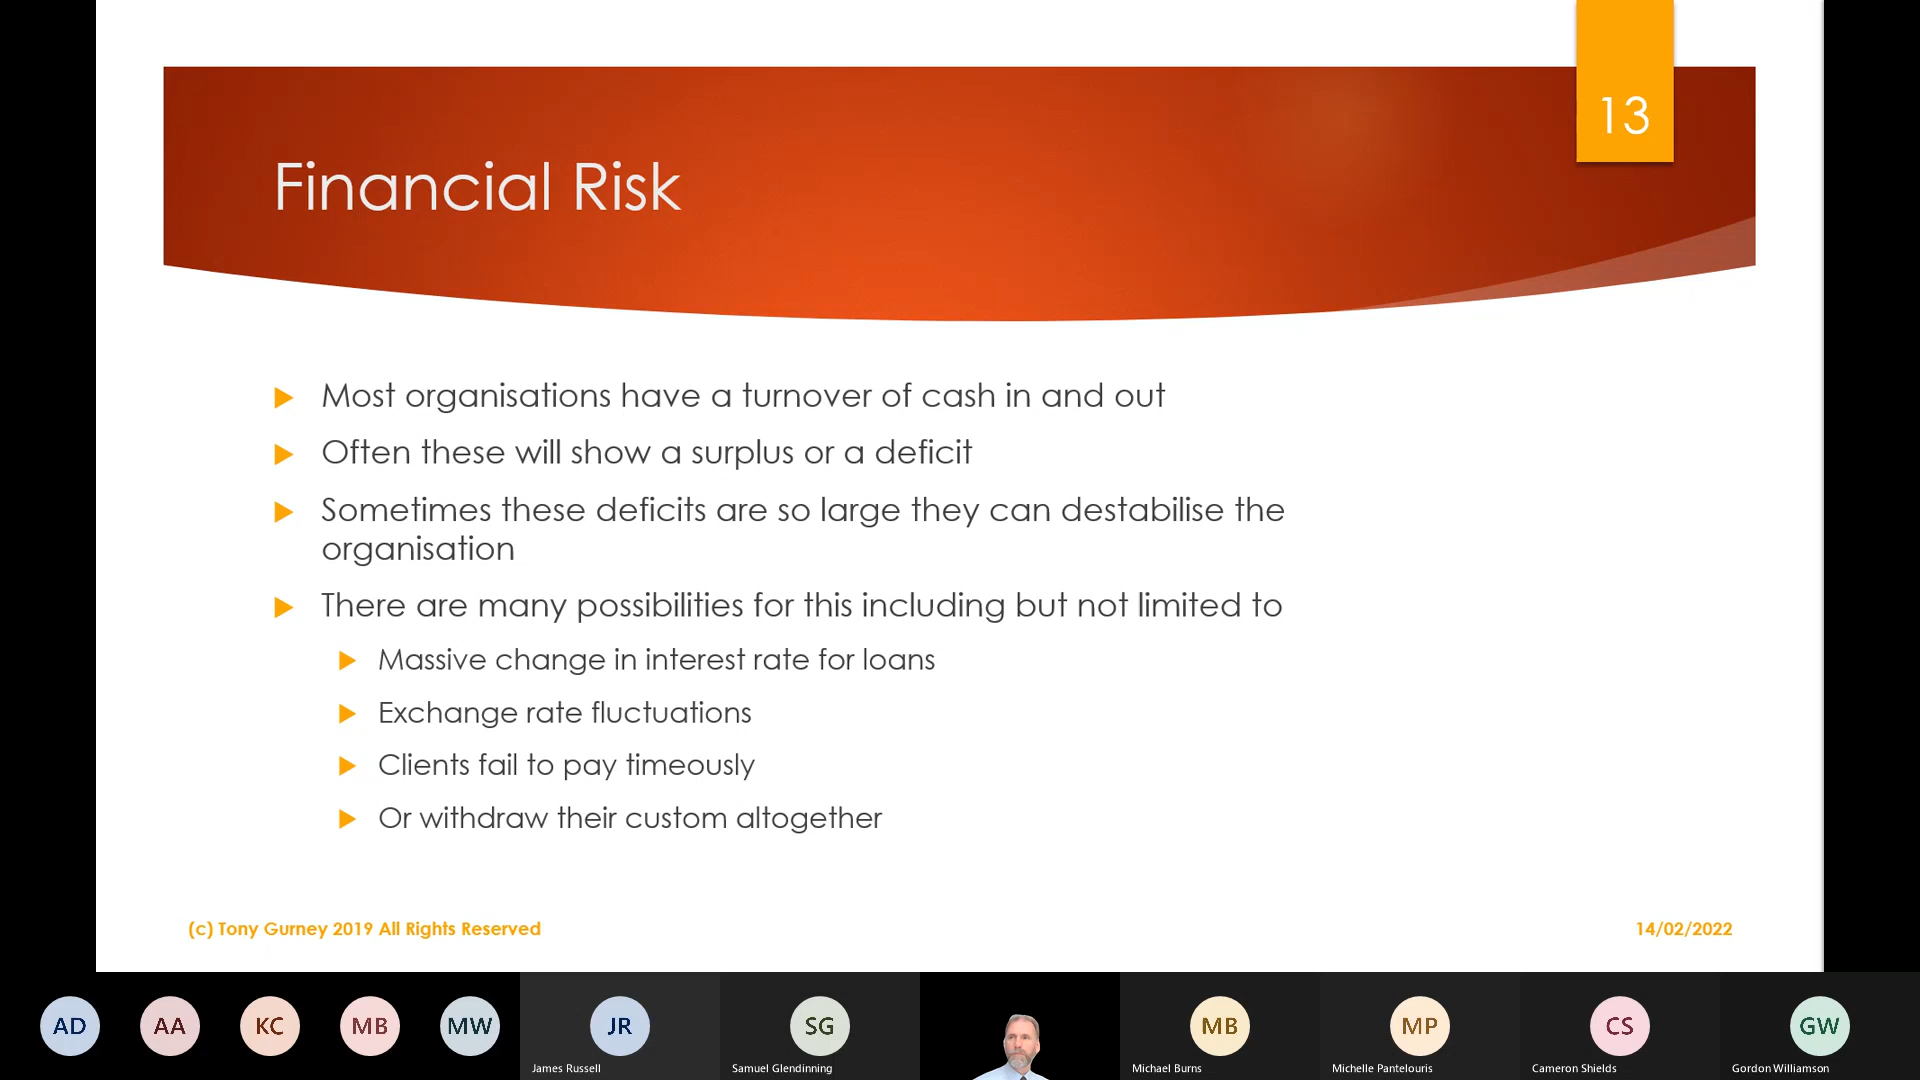 13
Financial Risk
Most organisations have a turnover of cash in and out
Often these will show a surplus or a deficit
Sometimes these deficits are so large they can destabilise the
organisation
There are many possibilities for this including but not limited to
Massive change in interest rate for loans
Exchange rate fluctuations
Clients fail to pay timeously
Or withdraw their custom altogether
(c) Tony Gurney 2019 All Rights Reserved
14/02/2022
AD
AA
KC
MB
MW
JR
James Russell
SG
Samuel Glendinning
MB
Michael Burns
MP
Michelle Pantelouris
CS
Cameron Shields
GW
Gordon Williamson